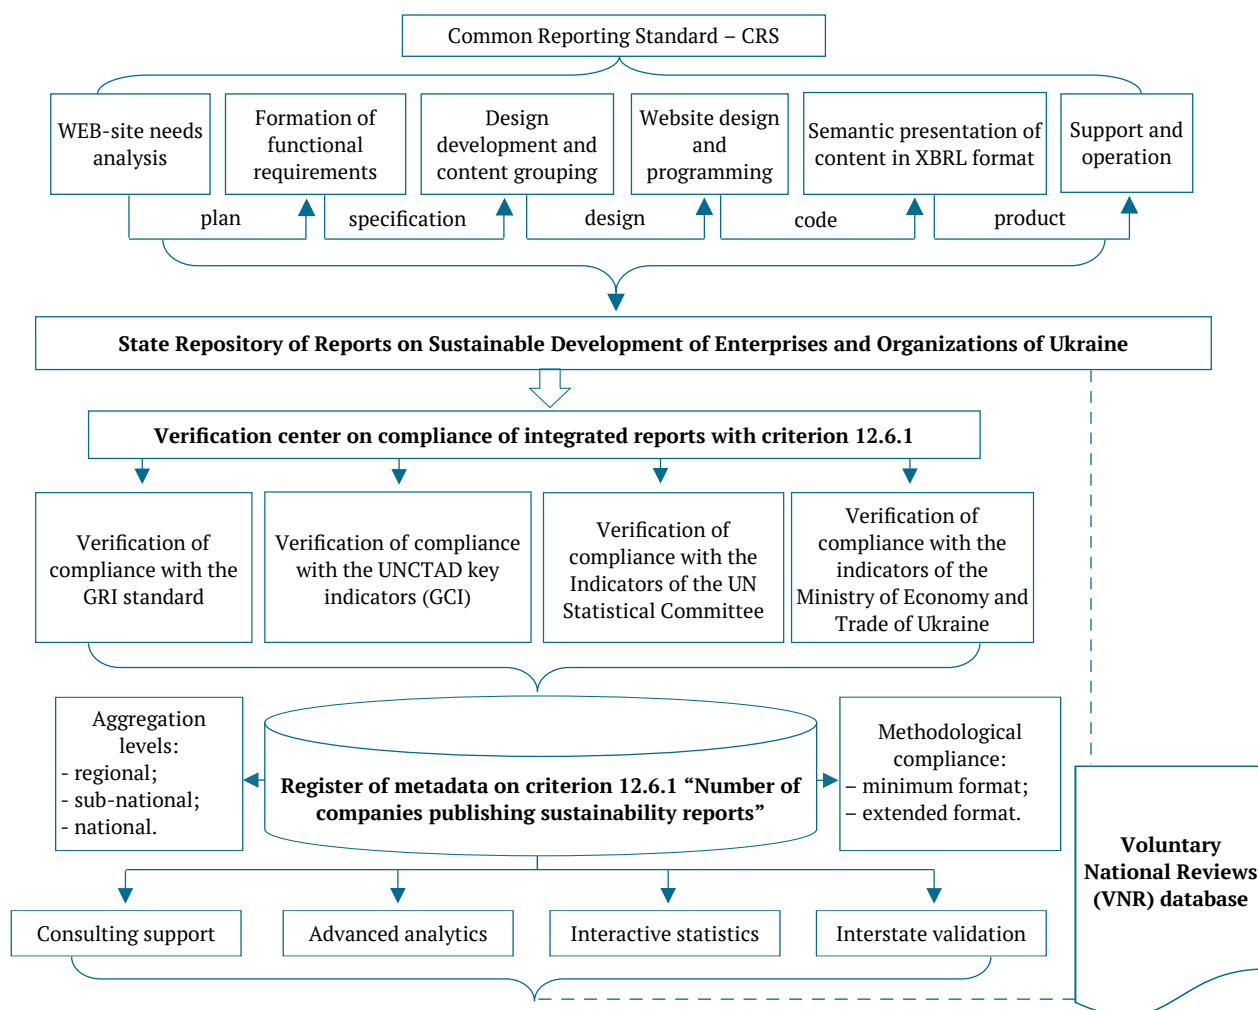 Common Reporting Standard – CRS
WEB-site needs
analysis
Formation of
functional
requirements
Design
development and
content grouping
Website design
and
programming
Semantic presentation of
content in XBRL format
Support and
operation
plan
specification
design
code
product
State Repository of Reports on Sustainable Development of Enterprises and Organizations of Ukraine
Verification center on compliance of integrated reports with criterion 12.6.1
Verification of
compliance with the
GRI standard
Verification of compliance
with the UNCTAD key
indicators (GCI)
Verification of
compliance with the
Indicators of the UN
Statistical Committee
Verification of
compliance with the
indicators of the
Ministry of Economy and
Trade of Ukraine
Aggregation
levels:
- regional;
- sub-national;
- national.
Register of metadata on criterion 12.6.1 “Number of
companies publishing sustainability reports”
Methodological
compliance:
– minimum format;
– extended format.
Voluntary
National Reviews
(VNR) database
Consulting support
Advanced analytics
Interactive statistics
Interstate validation